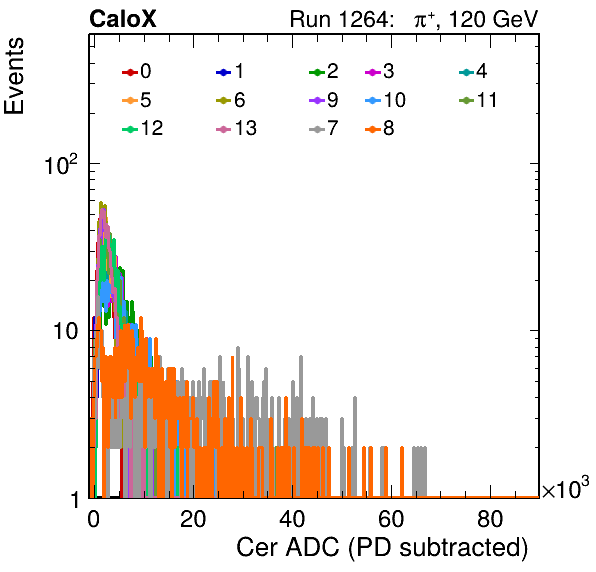 CaloX Run 1264: π⁺, 120 GeV
Events
0 1 2 3 4
5 6 9 10 11
12 13 7 8
10²
10
1
0 20 40 60 80 ×10³
Cer ADC (PD subtracted)